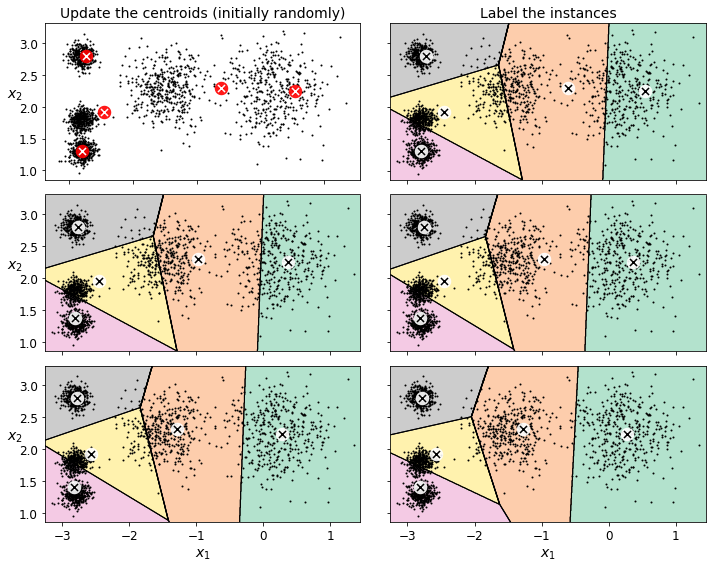 Update the centroids (initially randomly)
Label the instances
3.0
2.5
x₂ 2.0
1.5
1.0
3.0
2.5
x₂ 2.0
1.5
1.0
3.0
2.5
x₂ 2.0
1.5
1.0
−3 −2 −1 0 1
x₁
−3 −2 −1 0 1
x₁